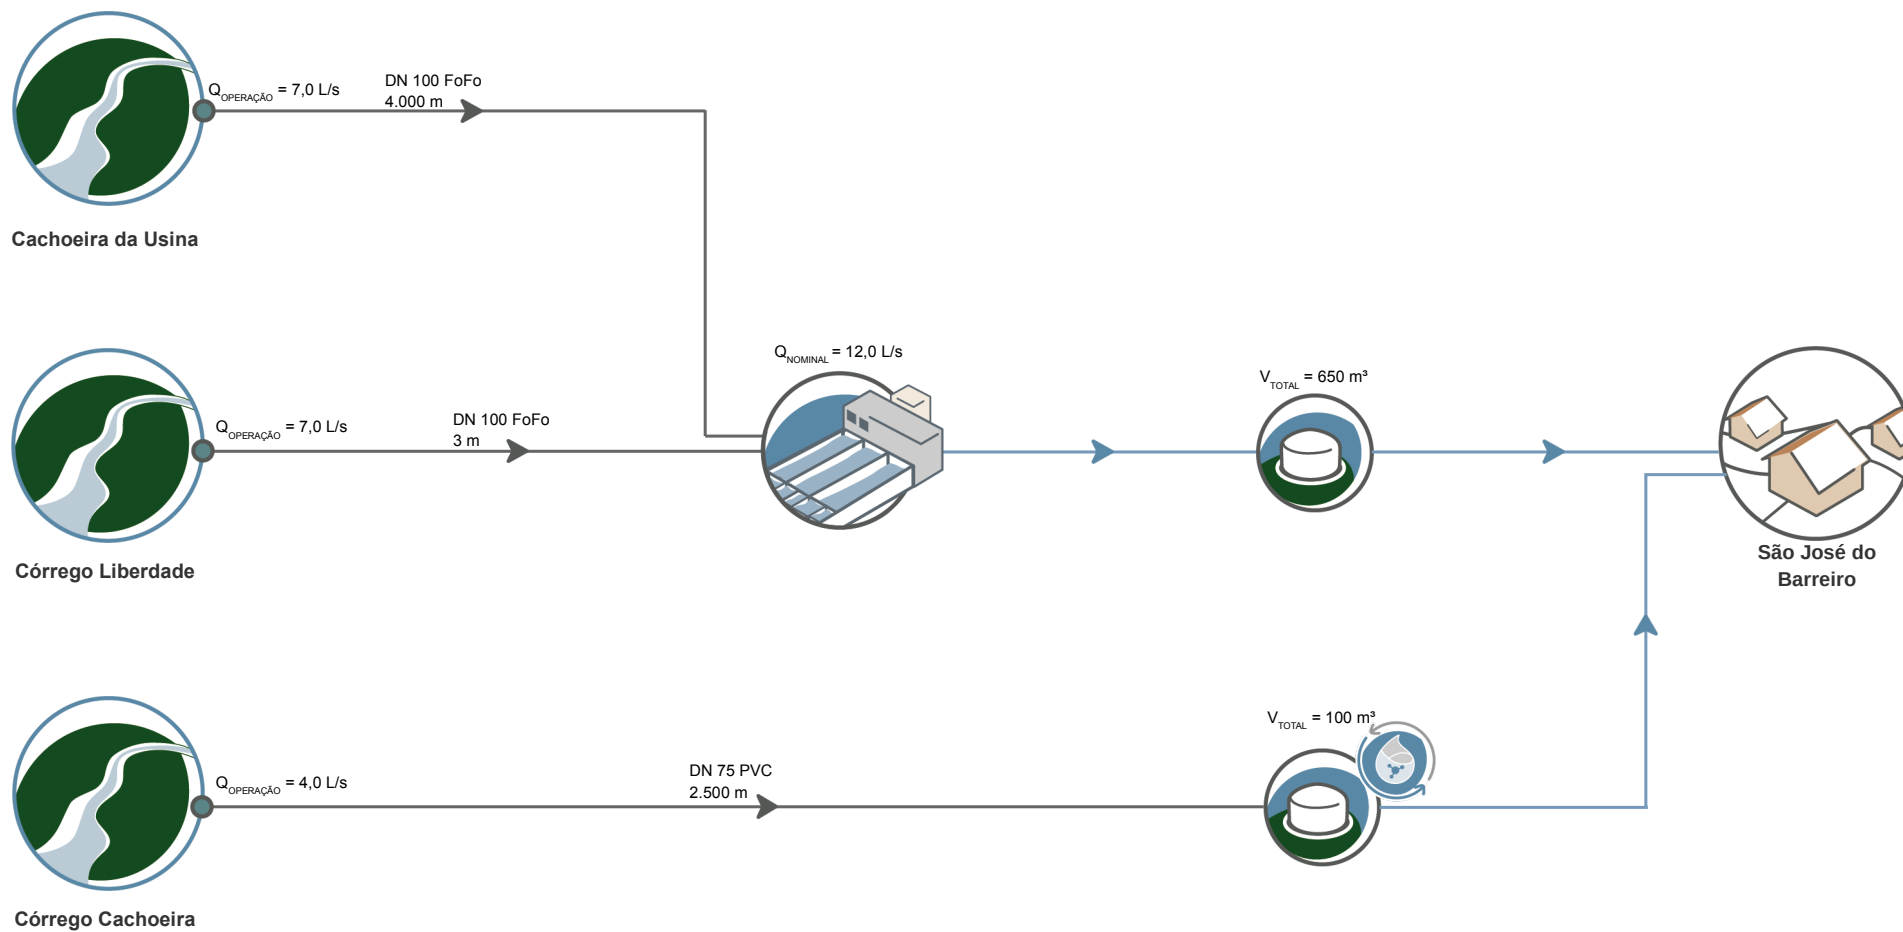 Q OPERAÇÃO = 7,0 L/s
DN 100 FoFo
4.000 m
Cachoeira da Usina
Q NOMINAL = 12,0 L/s
V TOTAL = 650 m³
Q OPERAÇÃO = 7,0 L/s
DN 100 FoFo
3 m
São José do
Barreiro
Córrego Liberdade
V TOTAL = 100 m³
Q OPERAÇÃO = 4,0 L/s
DN 75 PVC
2.500 m
Córrego Cachoeira